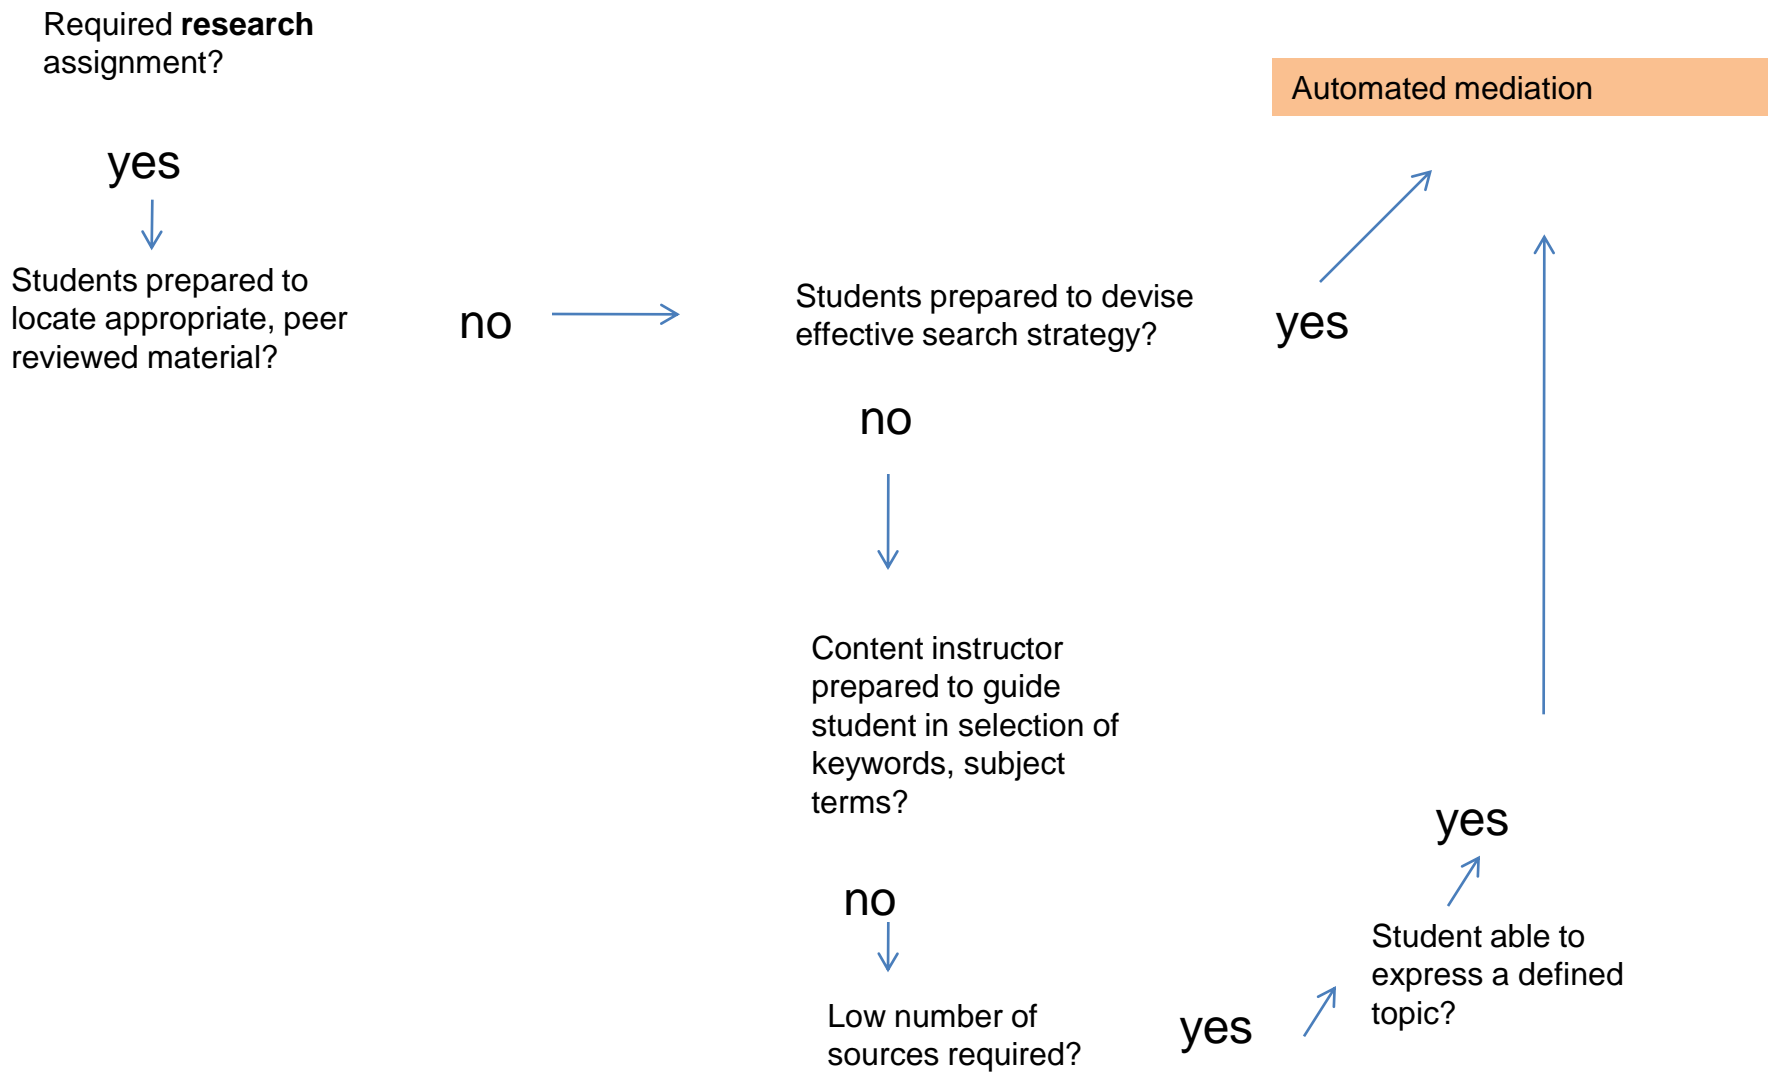 Required research
assignment?
Automated mediation
yes
Students prepared to
locate appropriate, peer
reviewed material?
no
Students prepared to devise
effective search strategy?
yes
no
Content instructor
prepared to guide
student in selection of
keywords, subject
terms?
yes
no
Student able to
express a defined
topic?
Low number of
sources required?
yes